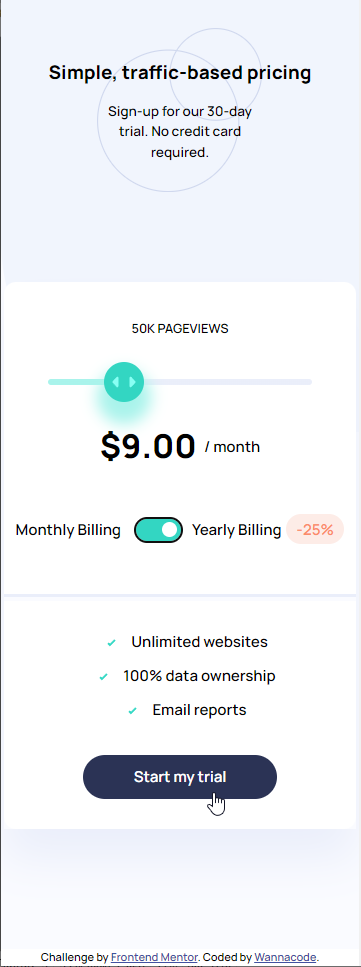 Simple, traffic-based pricing
Sign-up for our 30-day
trial. No credit card
required.
50K PAGEVIEWS
$9.00 / month
Monthly Billing Yearly Billing -25%
Unlimited websites
100% data ownership
Email reports
Start my trial
Challenge by Frontend Mentor. Coded by Wannacode.